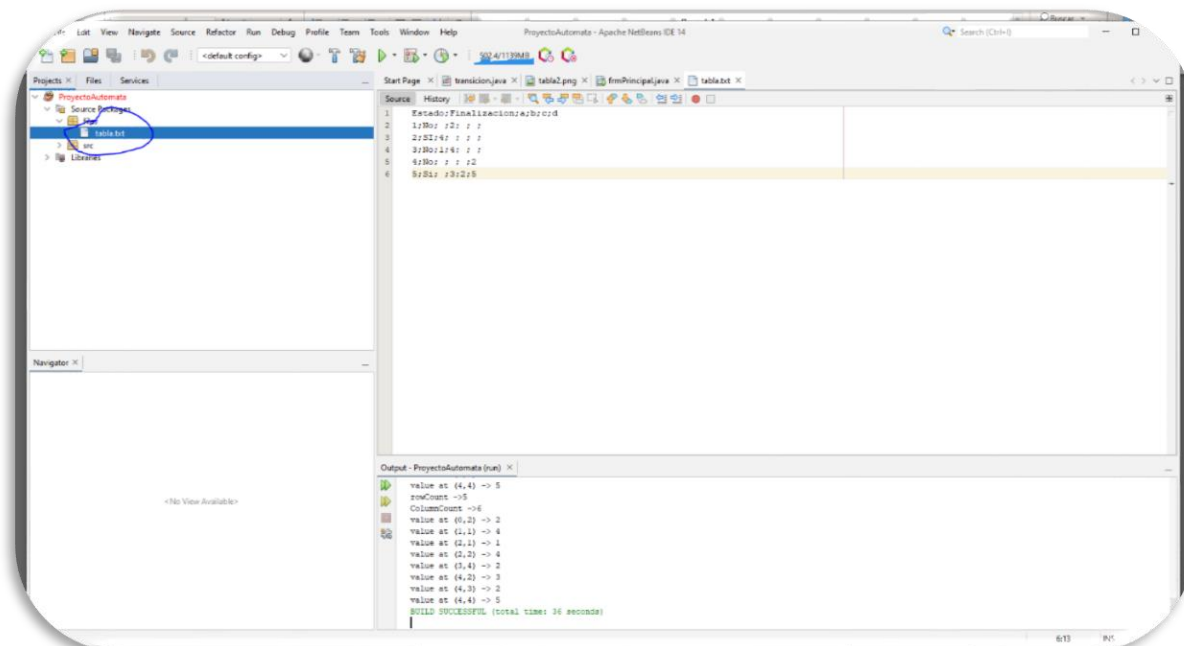 Edit View Navigate Source Refactor Run Debug Profile Team Tools Window Help ProyectoAutomata - Apache NetBeans IDE 14 Search (Ctrl+I)
<default config> 502.4/1139MB
Projects Files Services
Start Page transicion.java tabla2.png frmPrincipal.java tabla.txt
ProyectoAutomata
Source Packages
Files
tabla.txt
src
Libraries
Source History
1 Estado;Finalizacion;a;b;c;d
2 1;No; ;2; ; ;
3 2;SI;4; ; ; ;
4 3;No;1;4; ; ;
5 4;No; ; ; ;2
6 5;Si; ;3;2;5
Navigator
<No View Available>
Output - ProyectoAutomata (run)
value at (4,4) -> 5
rowCount ->5
ColumnCount ->6
value at (0,2) -> 2
value at (1,1) -> 4
value at (2,1) -> 1
value at (2,2) -> 4
value at (3,4) -> 2
value at (4,2) -> 3
value at (4,3) -> 2
value at (4,4) -> 5
BUILD SUCCESSFUL (total time: 36 seconds)
6:13 INS